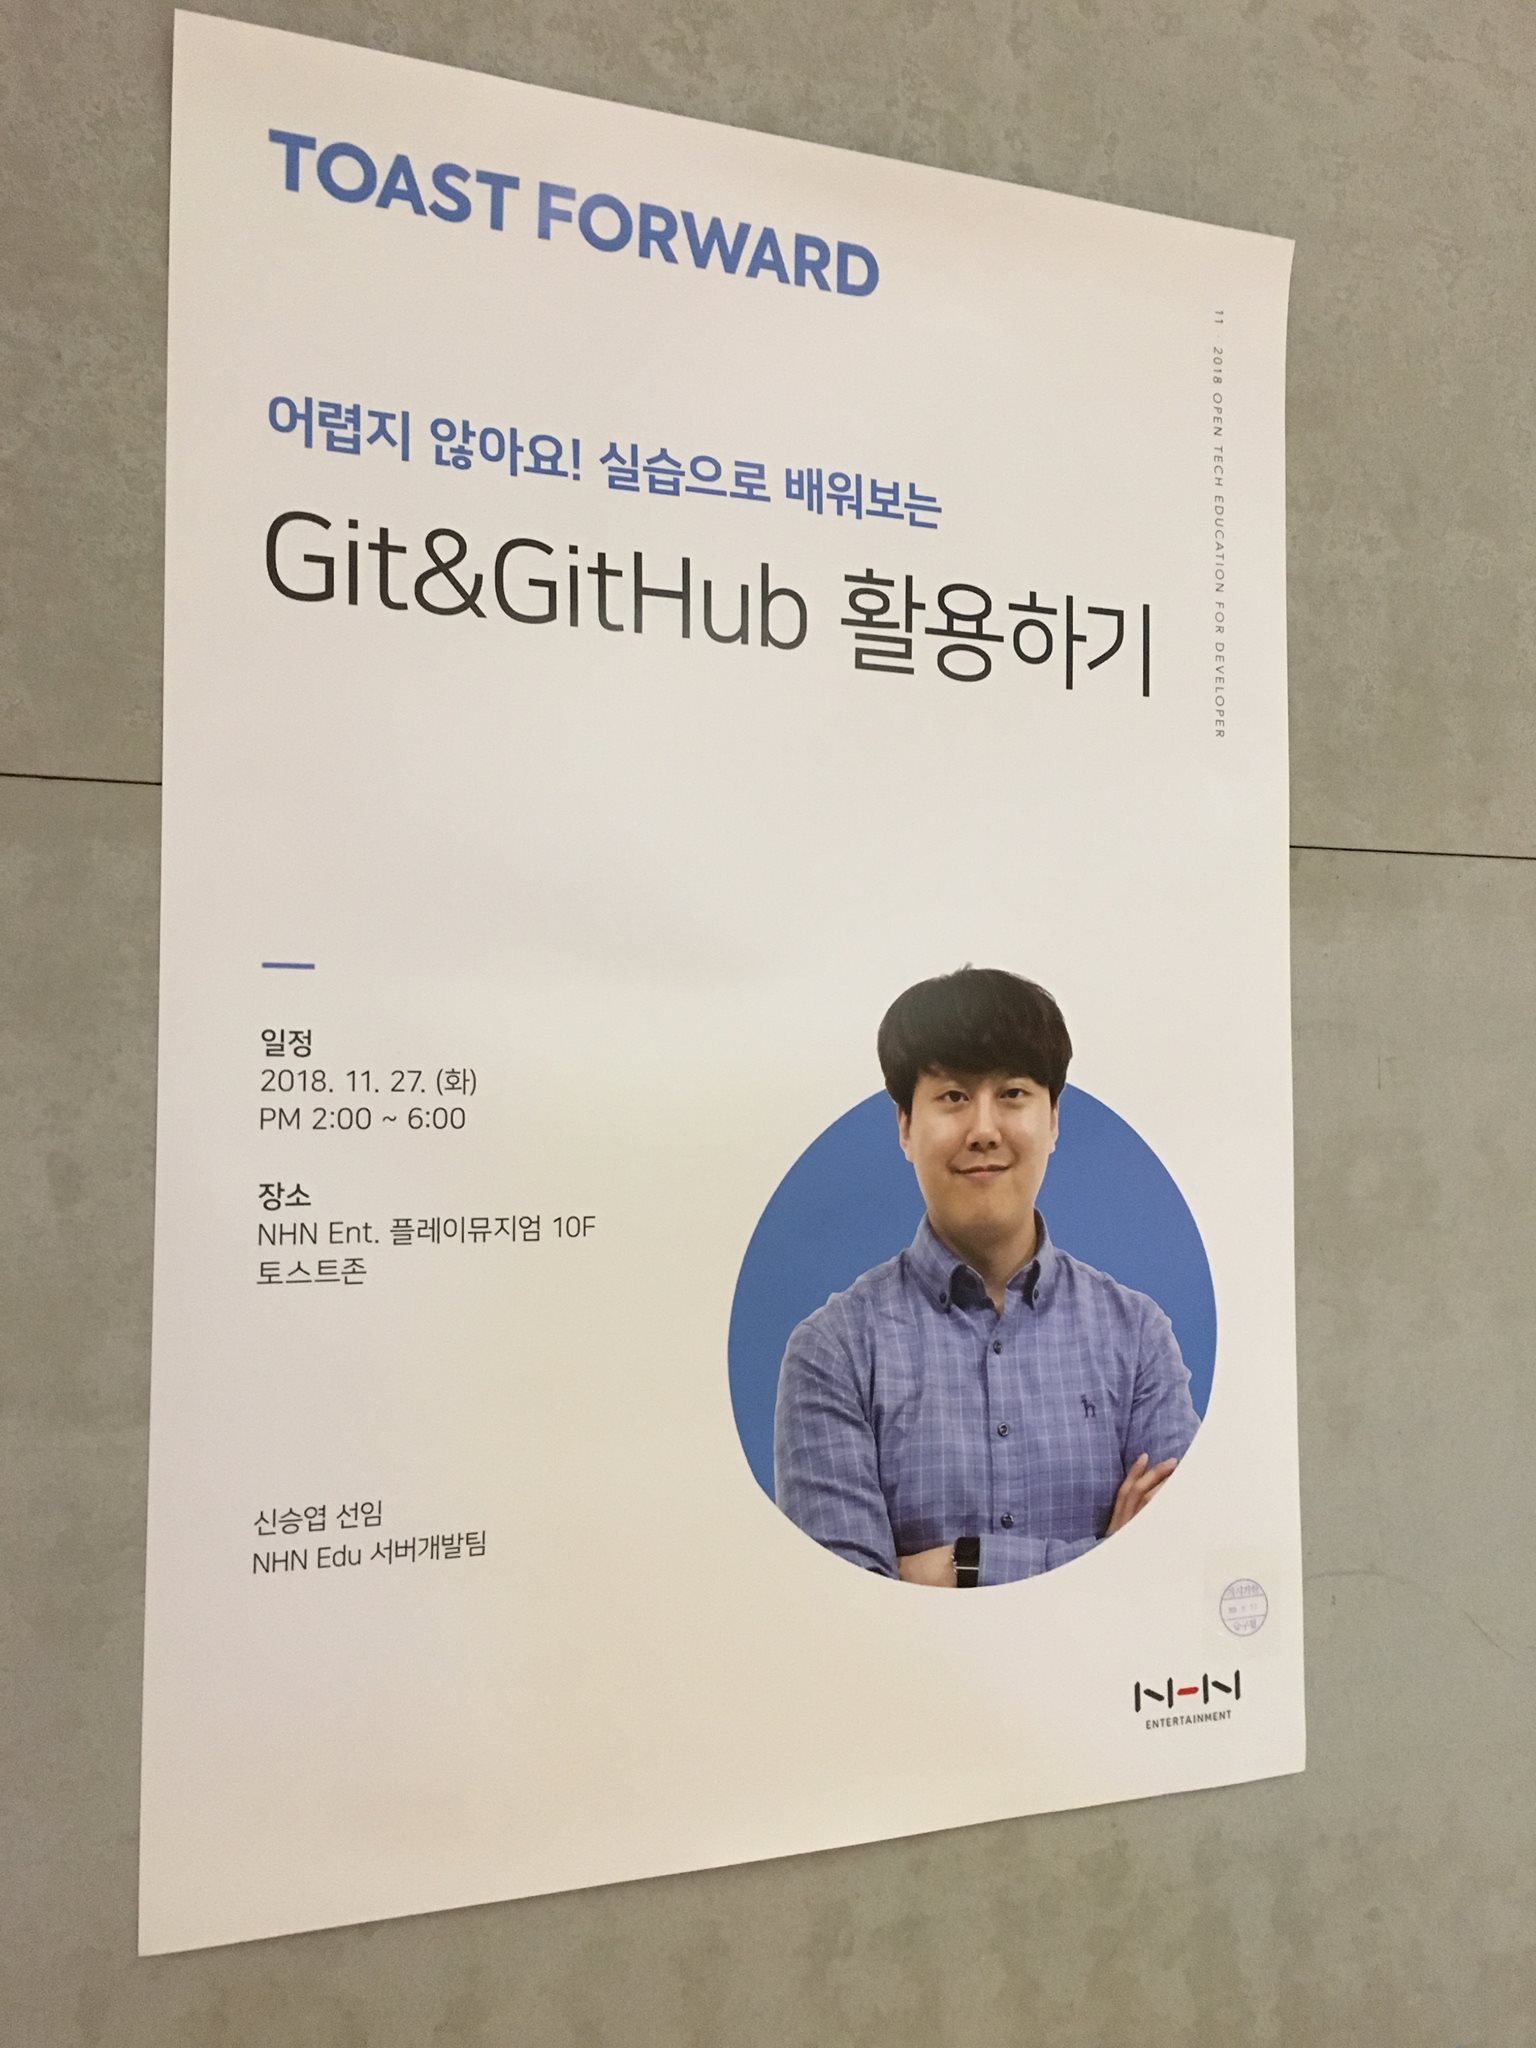 TOAST FORWARD
11 · 2018 OPEN TECH EDUCATION FOR DEVELOPER
어렵지 않아요! 실습으로 배워보는
Git&GitHub 활용하기
일정
2018. 11. 27. (화)
PM 2:00 ~ 6:00
장소
NHN Ent. 플레이뮤지엄 10F
토스트존
신승엽 선임
NHN Edu 서버개발팀
NHN
ENTERTAINMENT